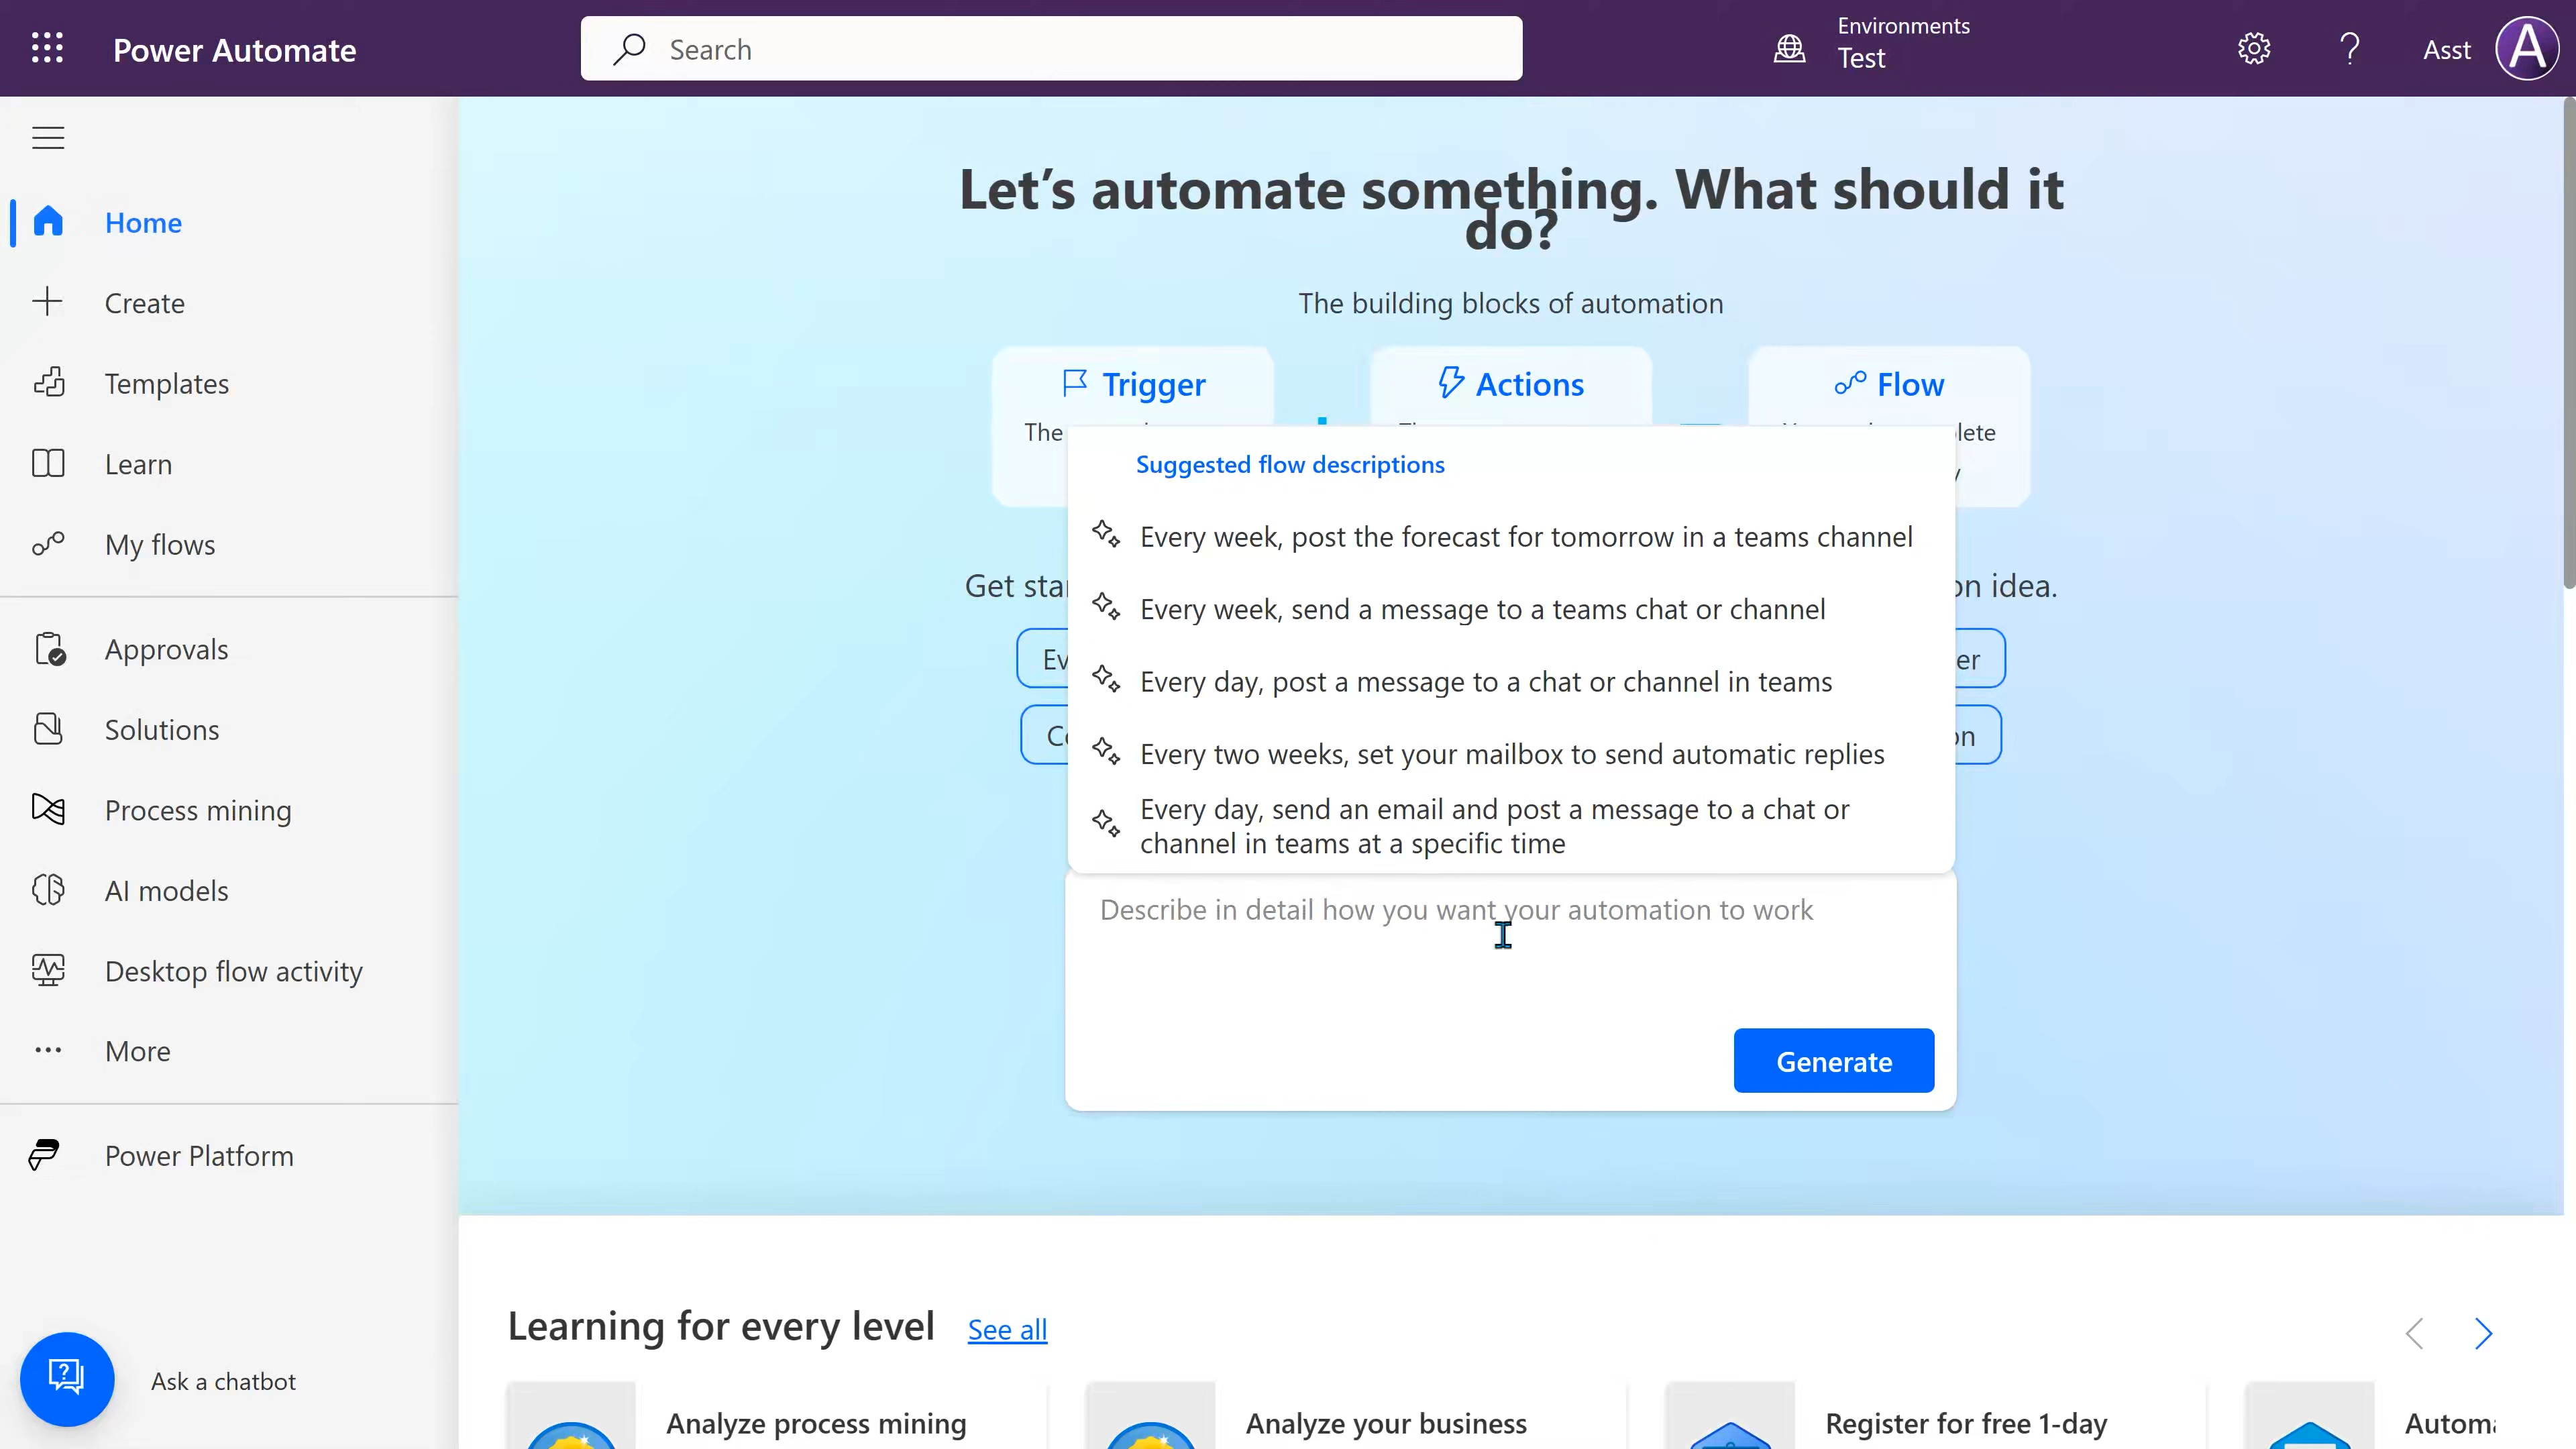 Power Automate
Search
Environments
Test
Asst
A
Home
Create
Templates
Learn
My flows
Approvals
Solutions
Process mining
AI models
Desktop flow activity
More
Power Platform
Ask a chatbot
Let's automate something. What should it
do?
The building blocks of automation
Trigger
Actions
Flow
The
Suggested flow descriptions
Every week, post the forecast for tomorrow in a teams channel
Every week, send a message to a teams chat or channel
Every day, post a message to a chat or channel in teams
Every two weeks, set your mailbox to send automatic replies
Every day, send an email and post a message to a chat or
channel in teams at a specific time
Get
idea.
Describe in detail how you want your automation to work
Generate
Learning for every level See all
Analyze process mining
Analyze your business
Register for free 1-day